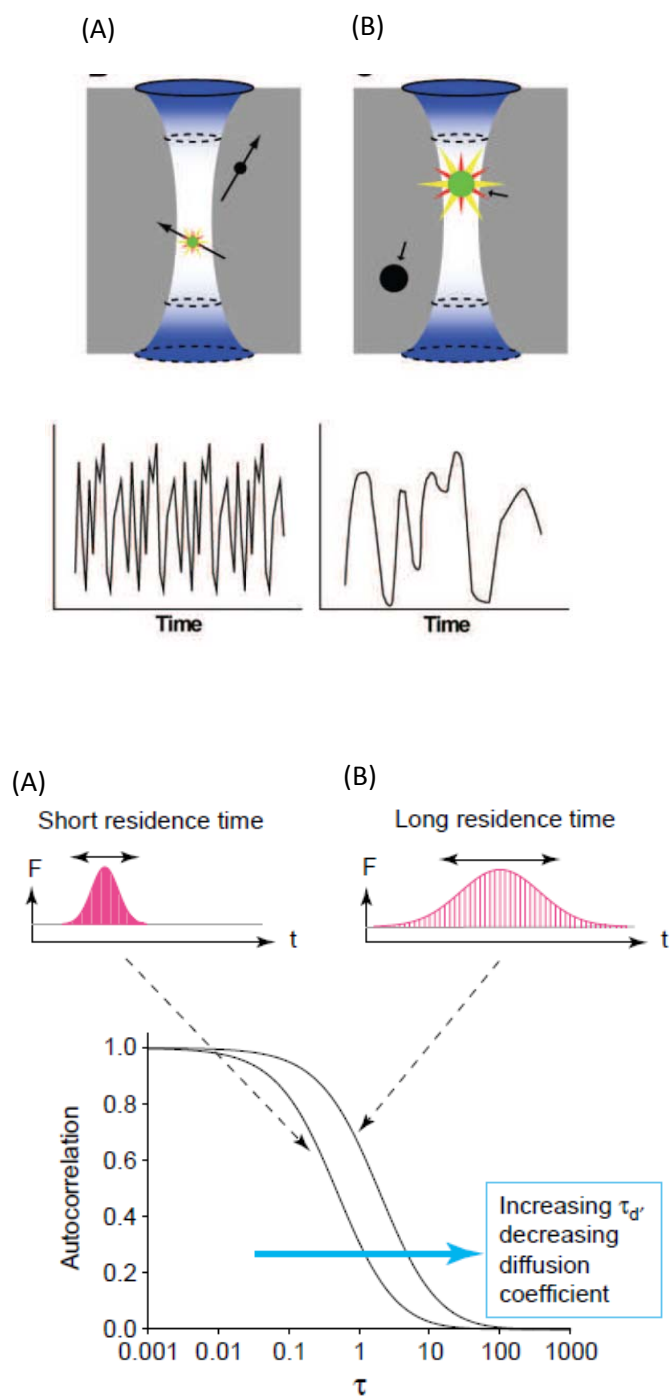 (A) (B)
Time Time
(A) (B)
Short residence time Long residence time
F F
t t
1.0
0.8
0.6
0.4
0.2
0.0
Autocorrelation
Increasing τd′
decreasing
diffusion
coefficient
0.001 0.01 0.1 1 10 100 1000
τ